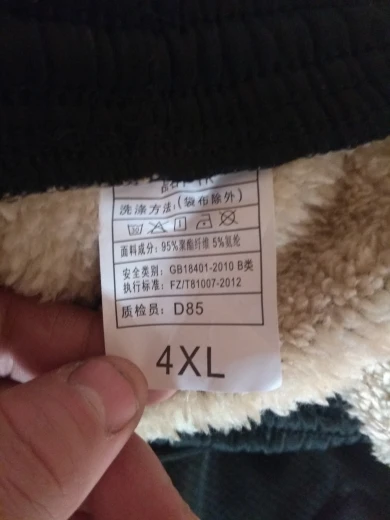 洗涤方法:(袋布除外)
面料成分: 95%聚酯纤维 5%氨纶
安全类别: GB18401-2010 B类
执行标准: FZ/T81007-2012
质检员: D85
4XL